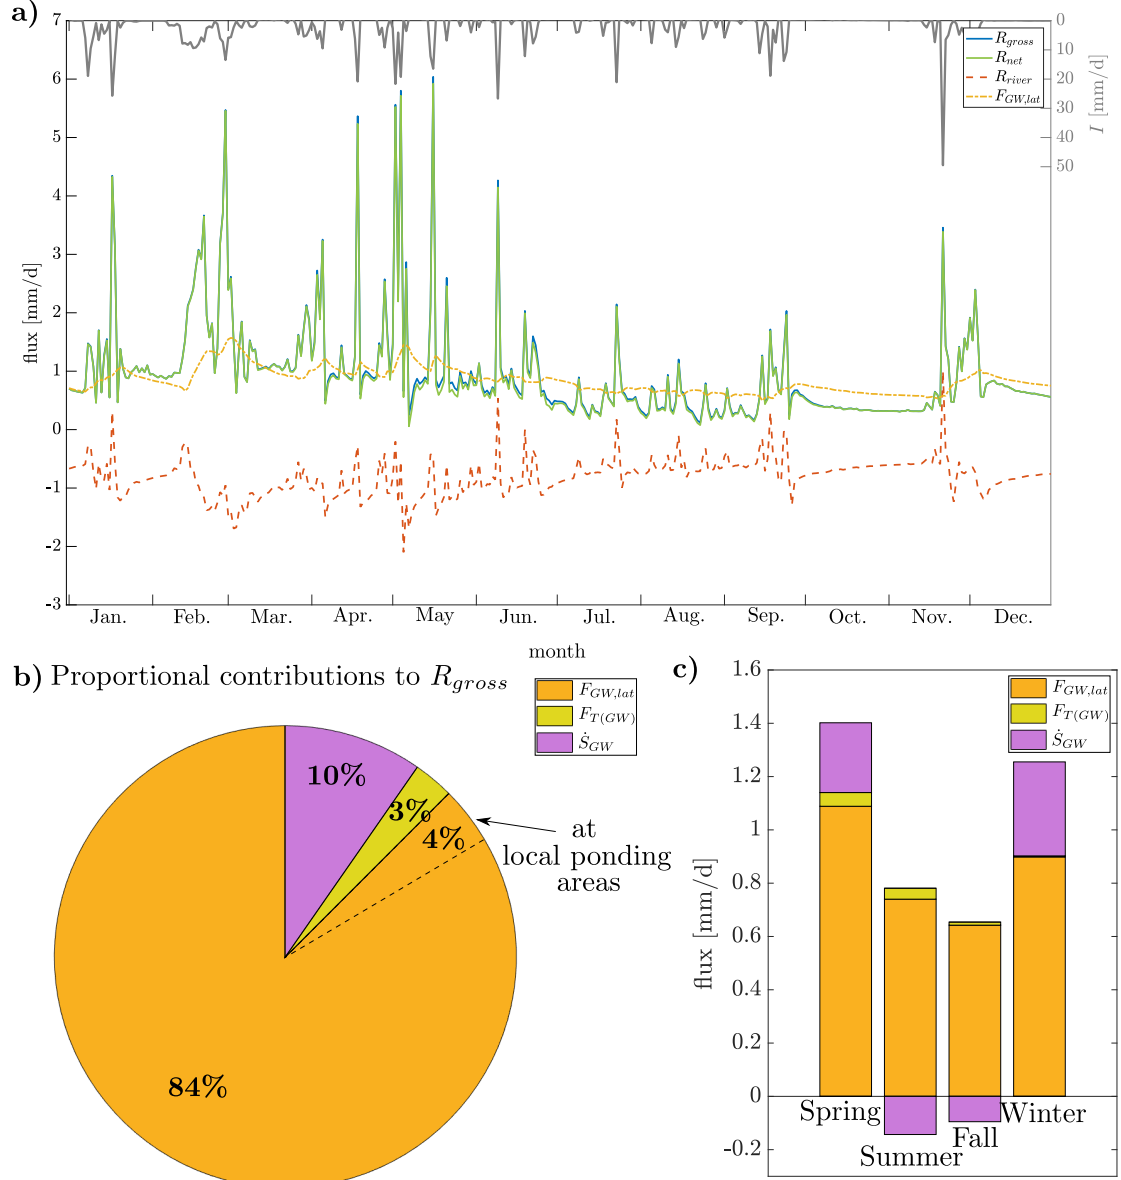 a)
7
6
5
4
3
2
1
0
-1
-2
-3
flux [mm/d]
0
10
20
30
40
50
I [mm/d]
R_gross
R_net
R_river
F_GW,lat
Jan. Feb. Mar. Apr. May Jun. Jul. Aug. Sep. Oct. Nov. Dec.
month
b) Proportional contributions to R_gross
F_GW,lat
F_T(GW)
Ṡ_GW
10%
3%
4%
84%
at
local ponding
areas
c)
1.6
1.4
1.2
1
0.8
0.6
0.4
0.2
0
-0.2
flux [mm/d]
F_GW,lat
F_T(GW)
Ṡ_GW
Spring
Summer
Fall
Winter